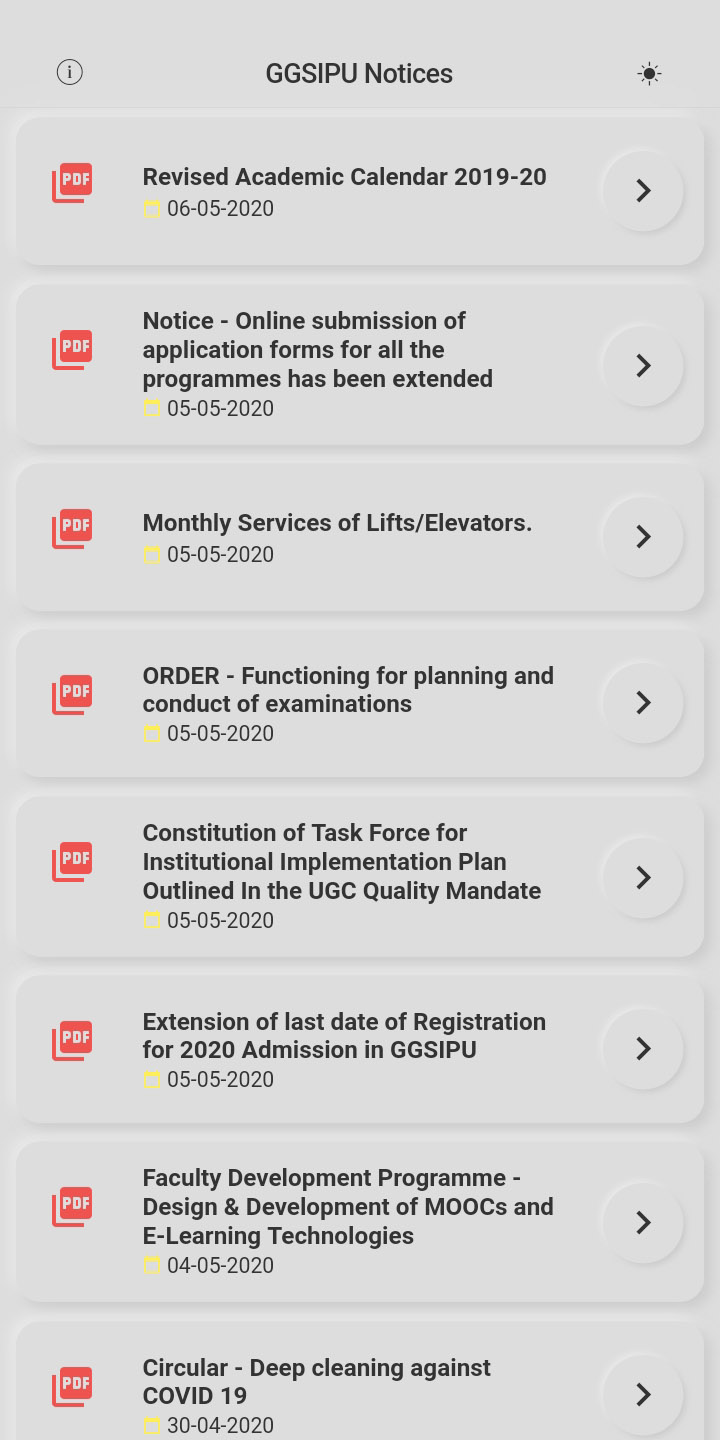 GGSIPU Notices
PDF
Revised Academic Calendar 2019-20
06-05-2020
PDF
Notice - Online submission of
application forms for all the
programmes has been extended
05-05-2020
PDF
Monthly Services of Lifts/Elevators.
05-05-2020
PDF
ORDER - Functioning for planning and
conduct of examinations
05-05-2020
PDF
Constitution of Task Force for
Institutional Implementation Plan
Outlined In the UGC Quality Mandate
05-05-2020
PDF
Extension of last date of Registration
for 2020 Admission in GGSIPU
05-05-2020
PDF
Faculty Development Programme -
Design & Development of MOOCs and
E-Learning Technologies
04-05-2020
PDF
Circular - Deep cleaning against
COVID 19
30-04-2020